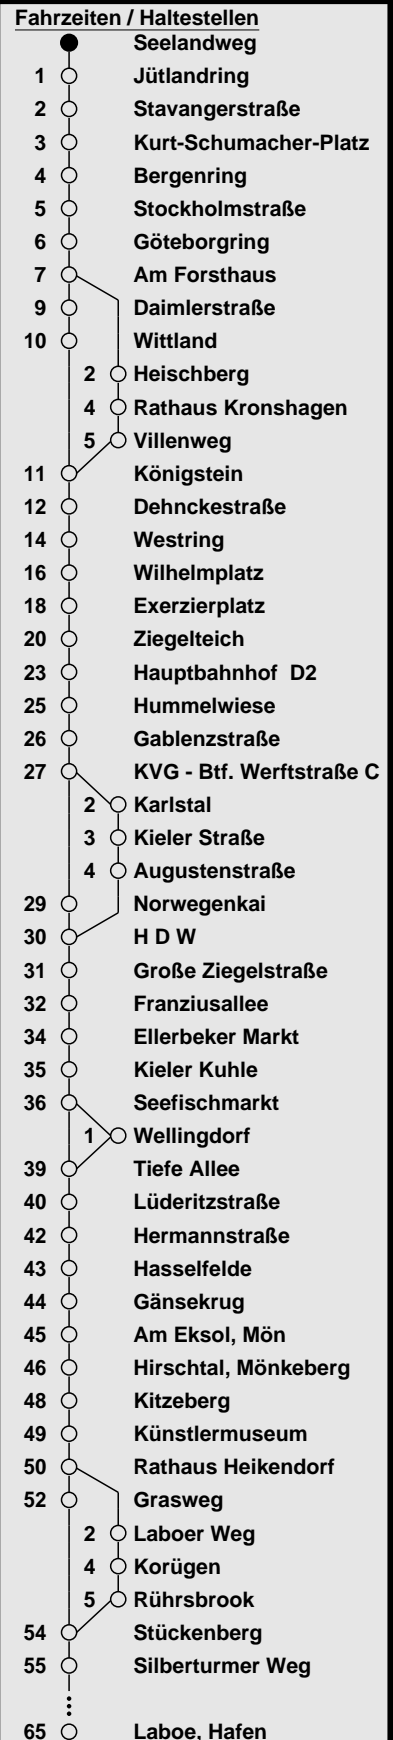 Fahrzeiten / Haltestellen
Seelandweg
1 Jütlandring
2 Stavangerstraße
3 Kurt-Schumacher-Platz
4 Bergenring
5 Stockholmstraße
6 Göteborgring
7 Am Forsthaus
9 Daimlerstraße
10 Wittland
2 Heischberg
4 Rathaus Kronshagen
5 Villenweg
11 Königstein
12 Dehnckestraße
14 Westring
16 Wilhelmplatz
18 Exerzierplatz
20 Ziegelteich
23 Hauptbahnhof D2
25 Hummelwiese
26 Gablenzstraße
27 KVG - Btf. Werftstraße C
2 Karlstal
3 Kieler Straße
4 Augustenstraße
29 Norwegenkai
30 H D W
31 Große Ziegelstraße
32 Franziusallee
34 Ellerbeker Markt
35 Kieler Kuhle
36 Seefischmarkt
1 Wellingdorf
39 Tiefe Allee
40 Lüderitzstraße
42 Hermannstraße
43 Hasselfelde
44 Gänsekrug
45 Am Eksol, Mön
46 Hirschtal, Mönkeberg
48 Kitzeberg
49 Künstlermuseum
50 Rathaus Heikendorf
52 Grasweg
2 Laboer Weg
4 Korügen
5 Rührsbrook
54 Stückenberg
55 Silberturmer Weg
65 Laboe, Hafen